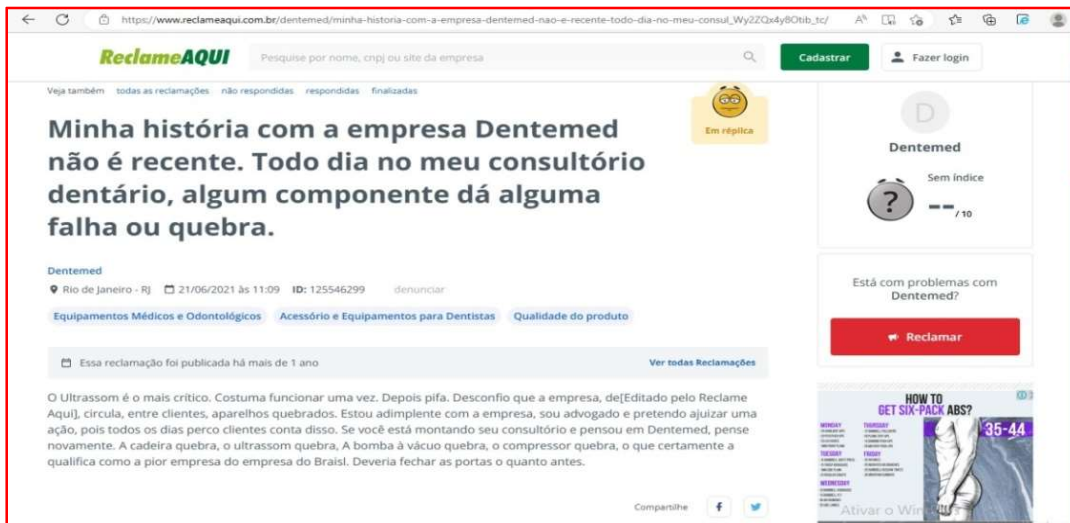 https://www.reclameaqui.com.br/dentemed/minha-historia-com-a-empresa-dentemed-nao-e-recente-todo-dia-no-meu-consul_Wy2ZQx4y8Otib_tc/
ReclameAQUI
Pesquise por nome, cnpj ou site da empresa
Cadastrar
Fazer login
Veja também todas as reclamações não respondidas respondidas finalizadas
Em réplica
Minha história com a empresa Dentemed
não é recente. Todo dia no meu consultório
dentário, algum componente dá alguma
falha ou quebra.
Dentemed
Rio de Janeiro - RJ 21/06/2021 às 11:09 ID: 125546299 denunciar
Equipamentos Médicos e Odontológicos Acessório e Equipamentos para Dentistas Qualidade do produto
Essa reclamação foi publicada há mais de 1 ano Ver todas Reclamações
O Ultrassom é o mais crítico. Costuma funcionar uma vez. Depois pifa. Desconfio que a empresa, de[Editado pelo Reclame
Aqui], circula, entre clientes, aparelhos quebrados. Estou adimplente com a empresa, sou advogado e pretendo ajuizar uma
ação, pois todos os dias perco clientes conta disso. Se você está montando seu consultório e pensou em Dentemed, pense
novamente. A cadeira quebra, o ultrassom quebra, A bomba à vácuo quebra, o compressor quebra, o que certamente a
qualifica como a pior empresa do empresa do Braisl. Deveria fechar as portas o quanto antes.
Compartilhe
D
Dentemed
Sem índice
?
-- / 10
Está com problemas com
Dentemed?
Reclamar
HOW TO
GET SIX-PACK ABS?
MONDAY THURSDAY
35-44
TUESDAY FRIDAY
WEDNESDAY
Ativar o Win